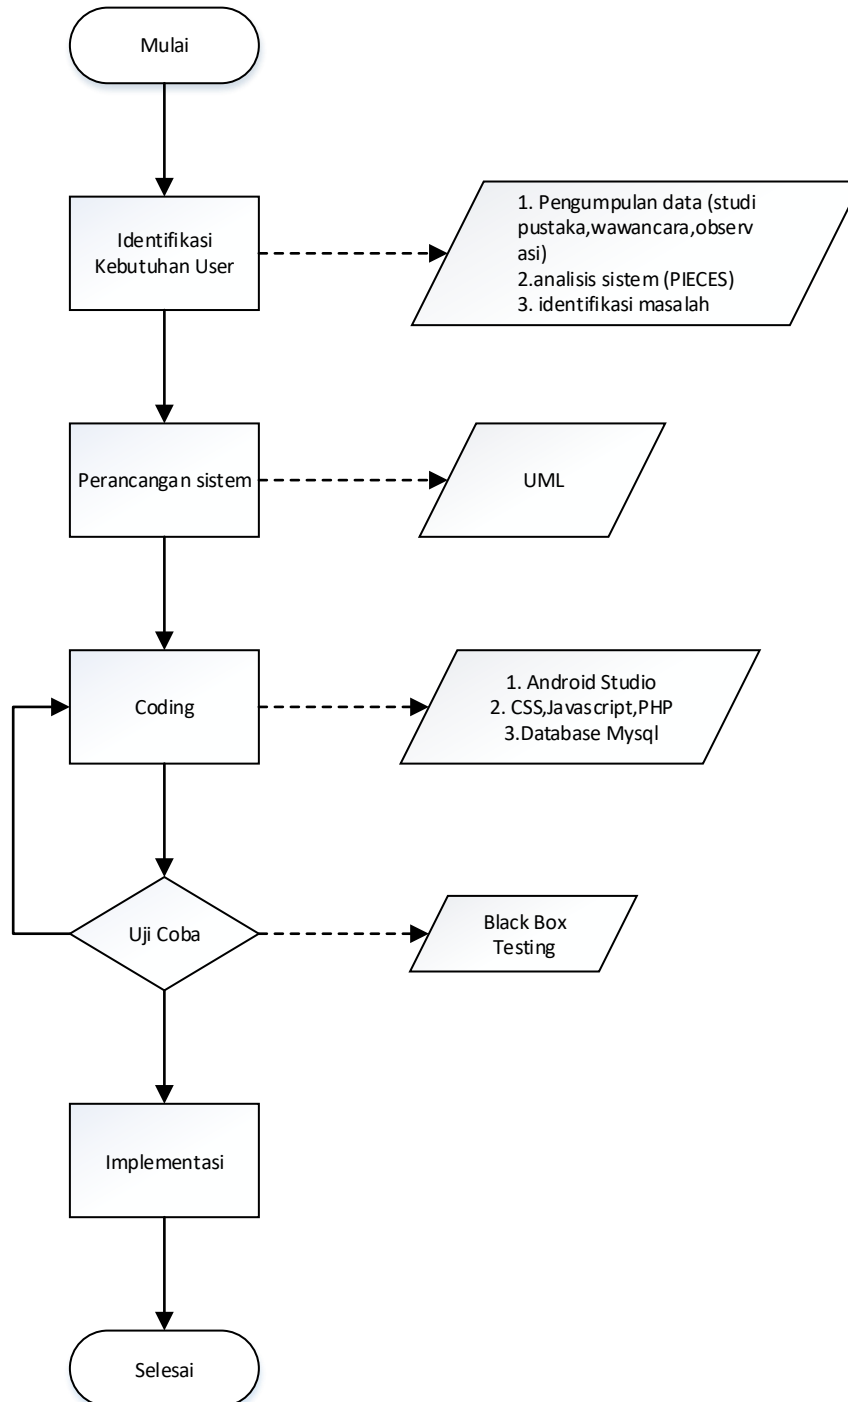 Mulai
Identifikasi
Kebutuhan User
1. Pengumpulan data (studi
pustaka,wawancara,observ
asi)
2.analisis sistem (PIECES)
3. identifikasi masalah
Perancangan sistem
UML
Coding
1. Android Studio
2. CSS,Javascript,PHP
3.Database Mysql
Uji Coba
Black Box
Testing
Implementasi
Selesai